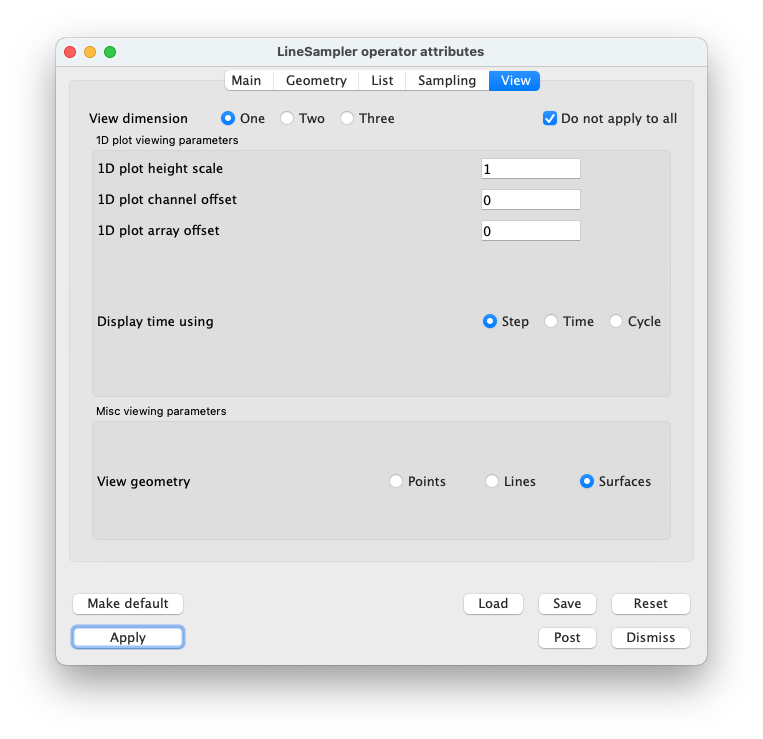 LineSampler operator attributes
Main Geometry List Sampling View
View dimension One Two Three Do not apply to all
1D plot viewing parameters
1D plot height scale 1
1D plot channel offset 0
1D plot array offset 0
Display time using Step Time Cycle
Misc viewing parameters
View geometry Points Lines Surfaces
Make default Load Save Reset
Apply Post Dismiss